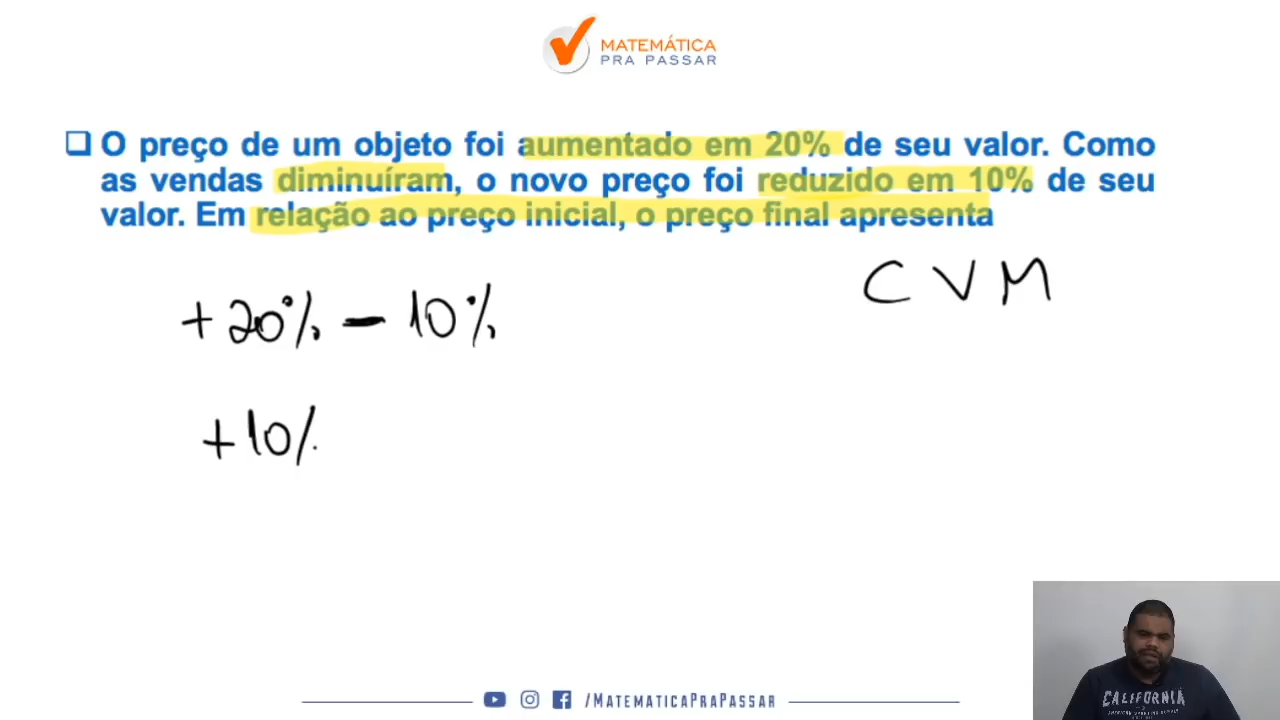 MATEMÁTICA
PRA PASSAR
❑ O preço de um objeto foi aumentado em 20% de seu valor. Como
as vendas diminuíram, o novo preço foi reduzido em 10% de seu
valor. Em relação ao preço inicial, o preço final apresenta
C V M
+20% - 10%
+10%
CALIFORNIA
/MATEMATICAPRAPASSAR